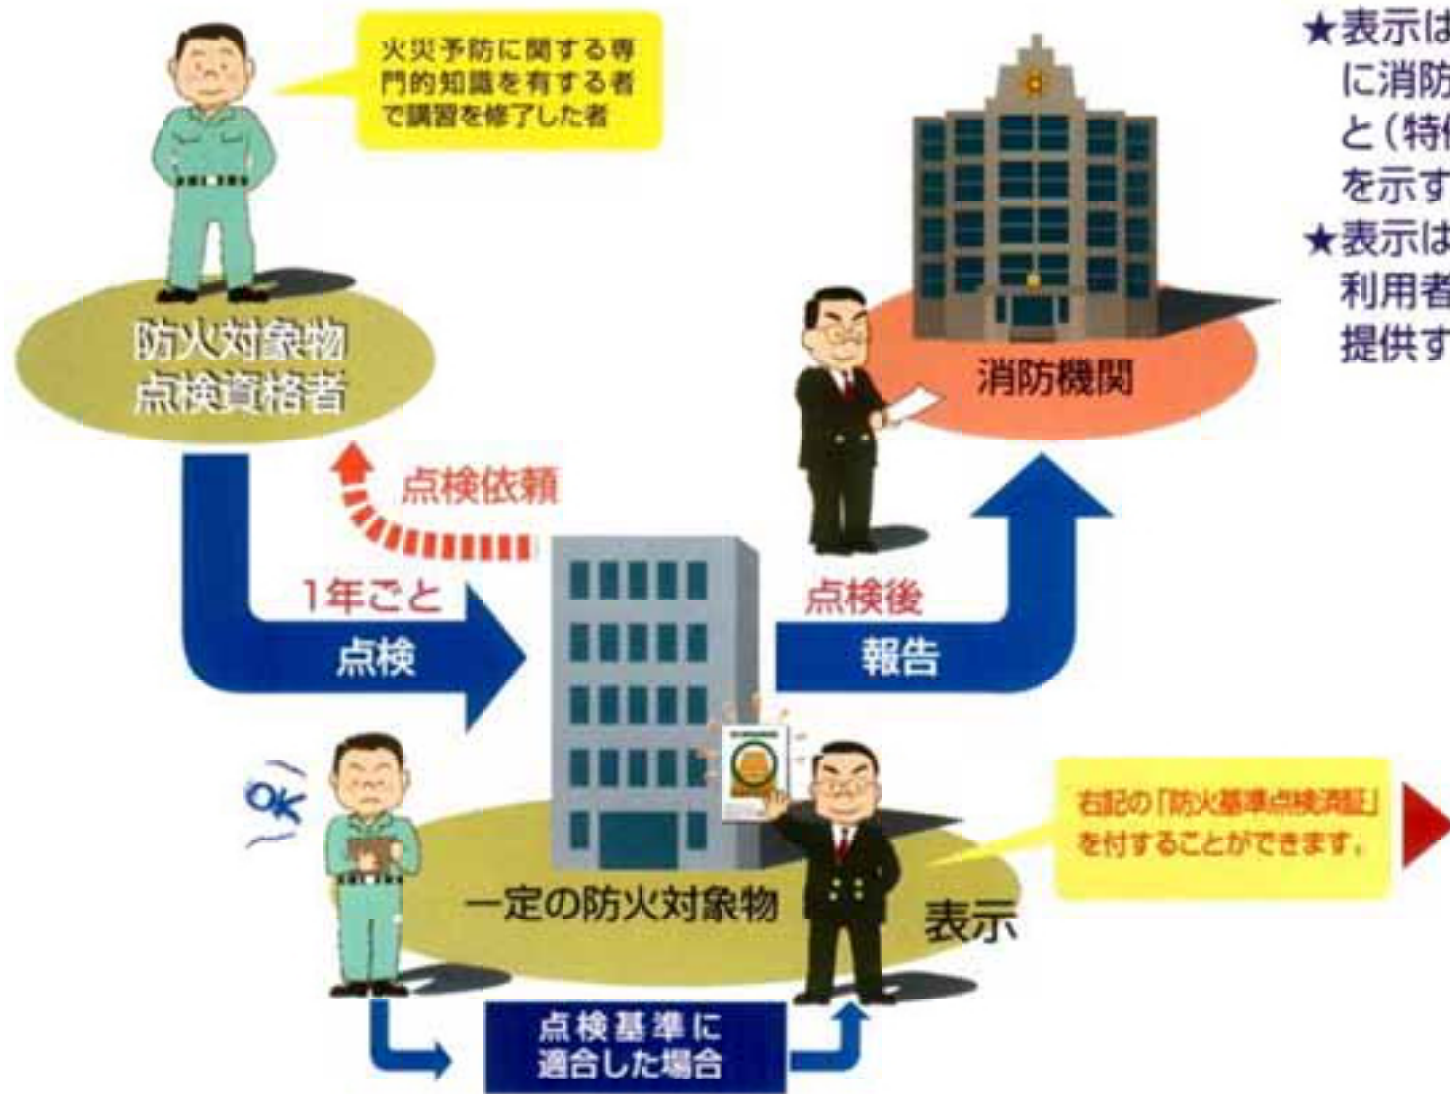 火災予防に関する専
門的知識を有する者
で講習を修了した者
防火対象物
点検資格者
消防機関
★表示は
に消防
と(特例
を示す
★表示は
利用者
提供す
点検依頼
1年ごと
点検
点検後
報告
OK
一定の防火対象物
表示
右記の「防火基準点検済証」
を付することができます。
点検基準に
適合した場合